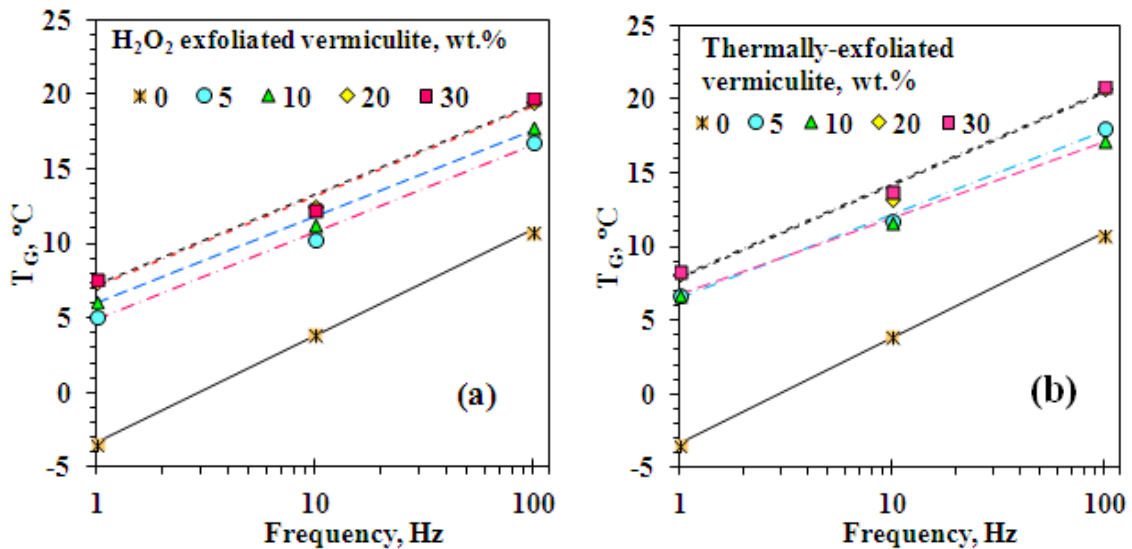 H₂O₂ exfoliated vermiculite, wt.%
0 5 10 20 30
25
20
15
10
5
0
-5
T_G, °C
1 10 100
Frequency, Hz
(a)
Thermally-exfoliated
vermiculite, wt.%
0 5 10 20 30
25
20
15
10
5
0
-5
T_G, °C
1 10 100
Frequency, Hz
(b)